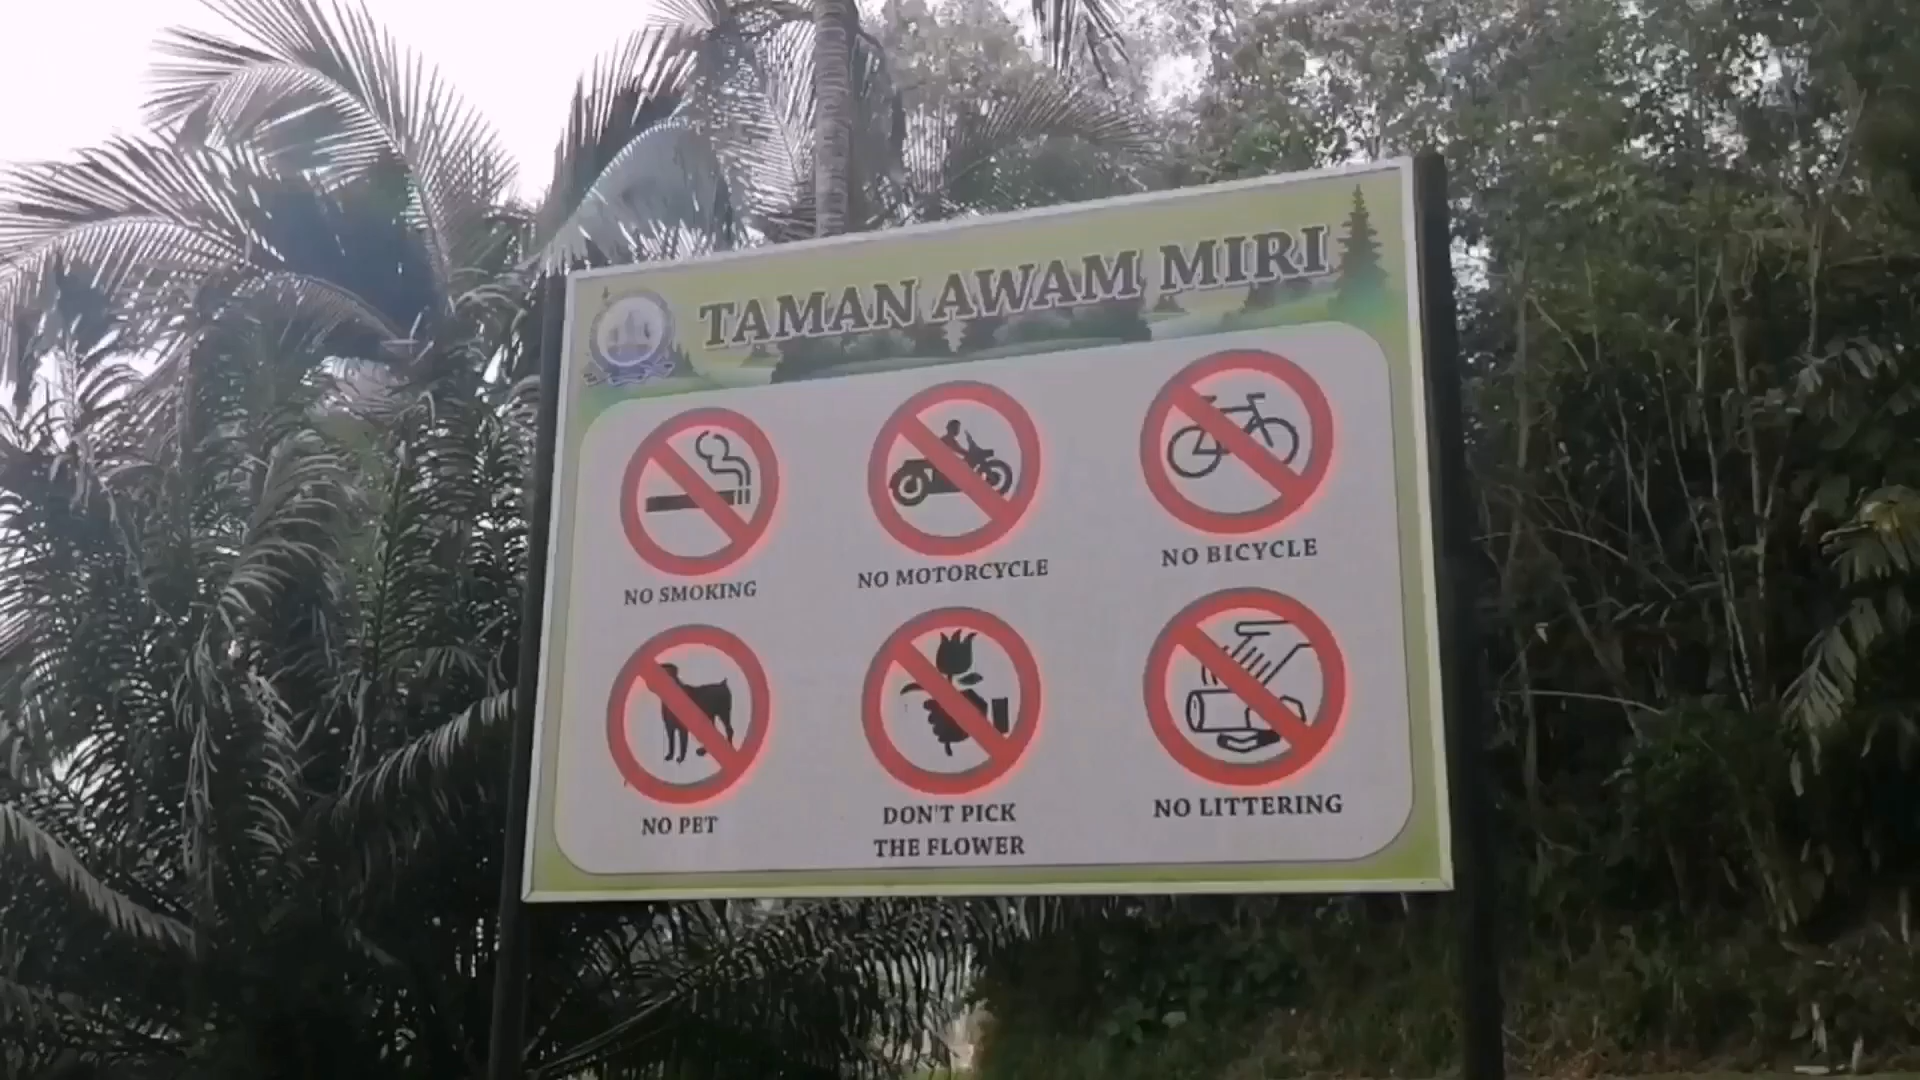 TAMAN AWAM MIRI
NO SMOKING
NO MOTORCYCLE
NO BICYCLE
NO PET
DON'T PICK
THE FLOWER
NO LITTERING